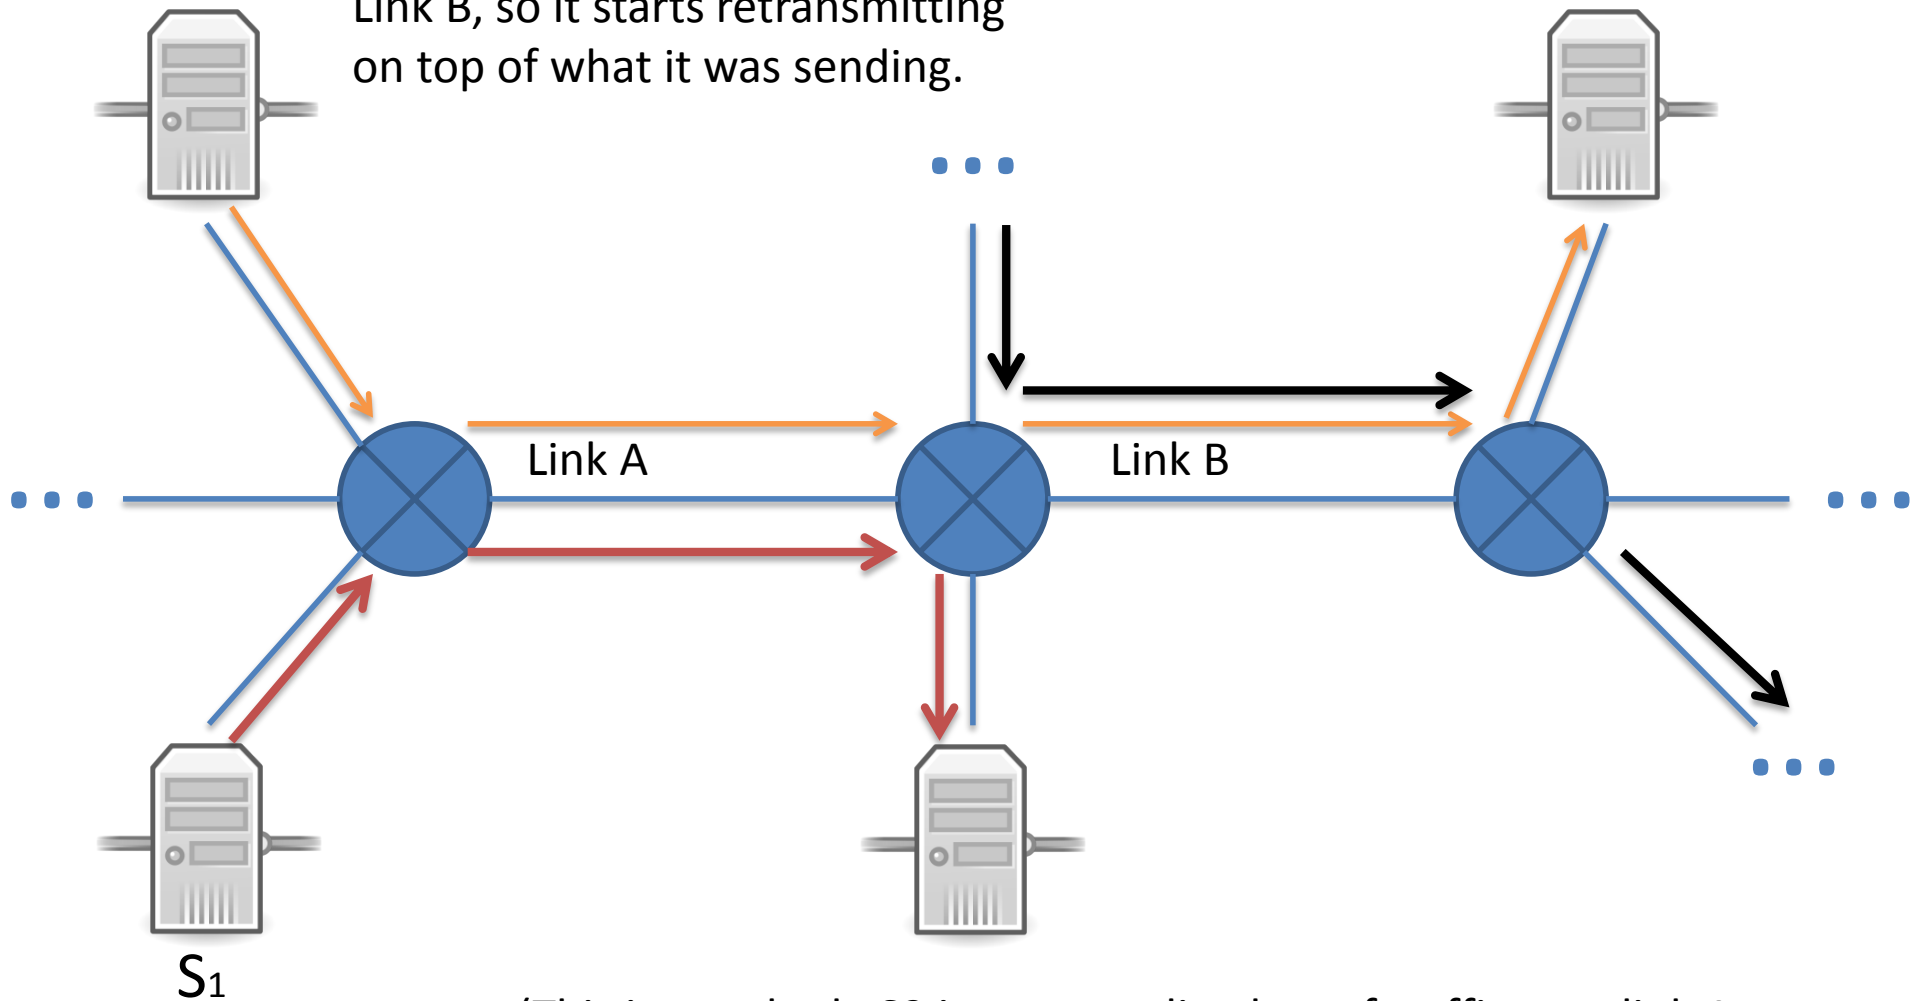 Link B, so it starts retransmitting
on top of what it was sending.
Link A
Link B
S1